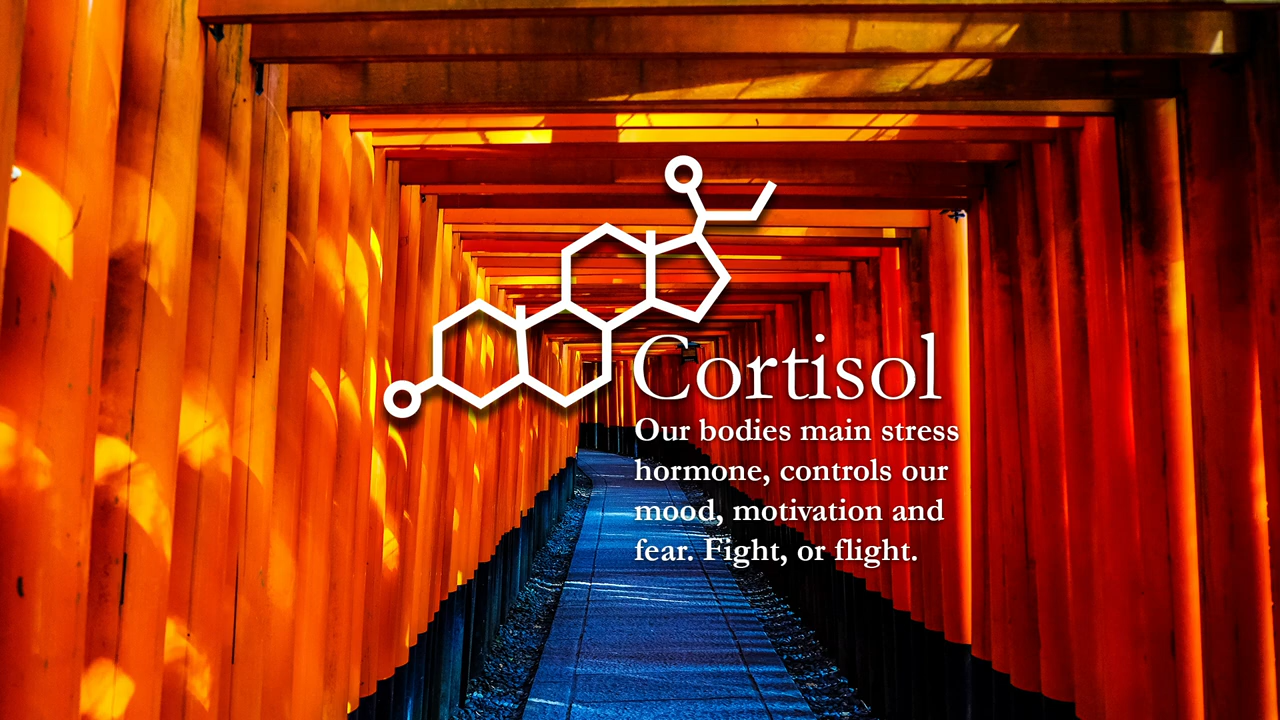 Cortisol
Our bodies main stress
hormone, controls our
mood, motivation and
fear. Fight, or flight.